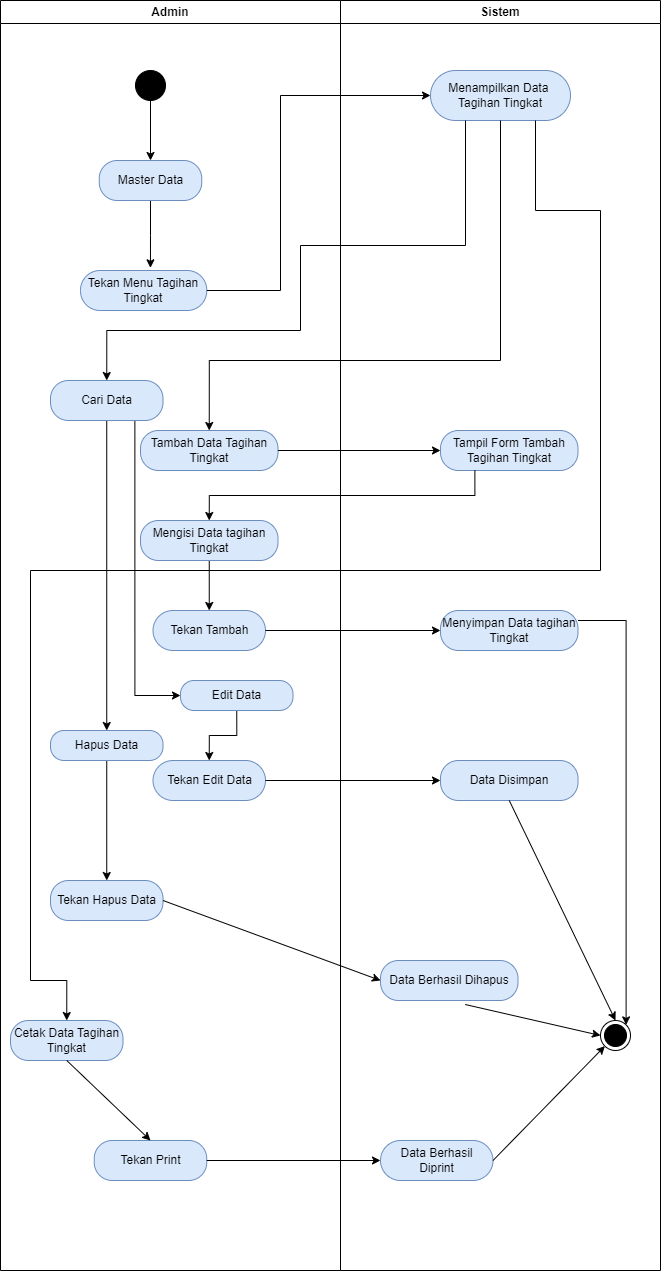 Admin
Sistem
Menampilkan Data
Tagihan Tingkat
Master Data
Tekan Menu Tagihan
Tingkat
Cari Data
Tambah Data Tagihan
Tingkat
Tampil Form Tambah
Tagihan Tingkat
Mengisi Data tagihan
Tingkat
Tekan Tambah
Menyimpan Data tagihan
Tingkat
Edit Data
Hapus Data
Tekan Edit Data
Data Disimpan
Tekan Hapus Data
Data Berhasil Dihapus
Cetak Data Tagihan
Tingkat
Tekan Print
Data Berhasil
Diprint